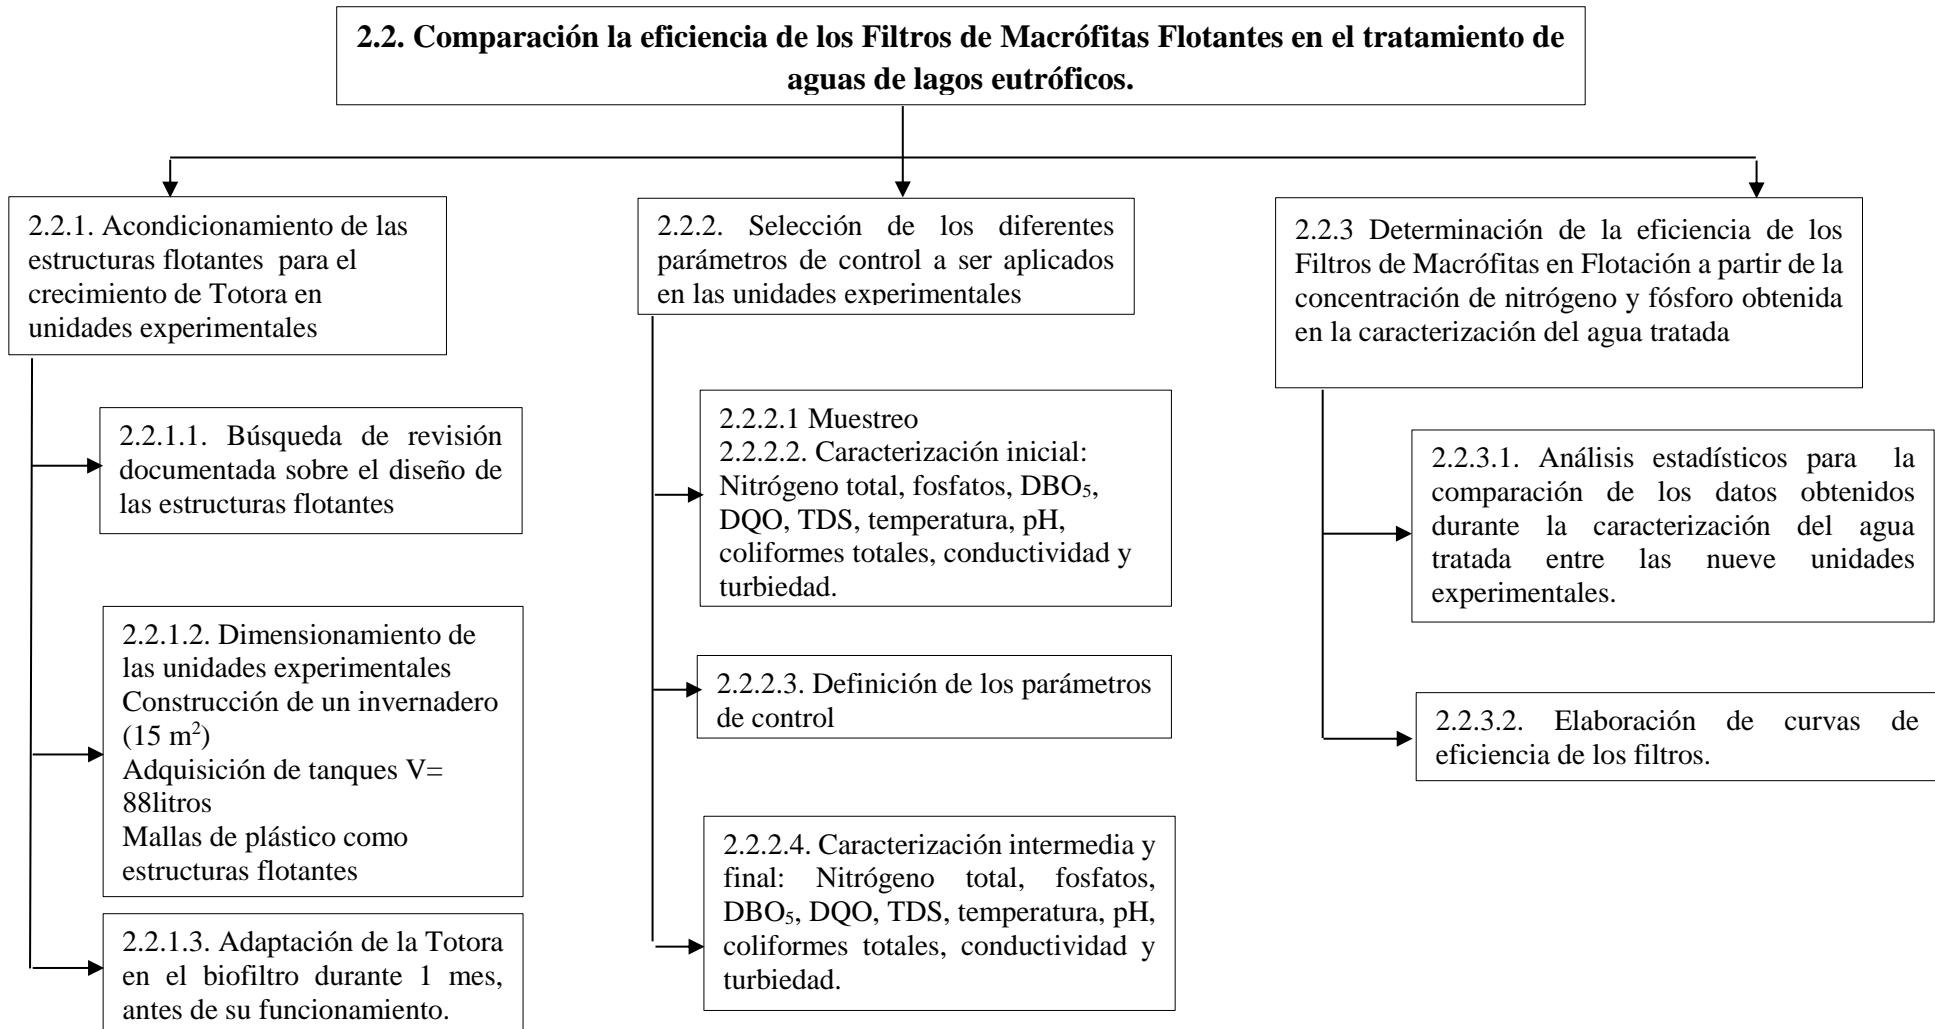 2.2. Comparación la eficiencia de los Filtros de Macrófitas Flotantes en el tratamiento de
aguas de lagos eutróficos.
2.2.1. Acondicionamiento de las
estructuras flotantes para el
crecimiento de Totora en
unidades experimentales
2.2.1.1. Búsqueda de revisión
documentada sobre el diseño de
las estructuras flotantes
2.2.1.2. Dimensionamiento de
las unidades experimentales
Construcción de un invernadero
(15 m²)
Adquisición de tanques V=
88litros
Mallas de plástico como
estructuras flotantes
2.2.1.3. Adaptación de la Totora
en el biofiltro durante 1 mes,
antes de su funcionamiento.
2.2.2. Selección de los diferentes
parámetros de control a ser aplicados
en las unidades experimentales
2.2.2.1 Muestreo
2.2.2.2. Caracterización inicial:
Nitrógeno total, fosfatos, DBO₅,
DQO, TDS, temperatura, pH,
coliformes totales, conductividad y
turbiedad.
2.2.2.3. Definición de los parámetros
de control
2.2.2.4. Caracterización intermedia y
final: Nitrógeno total, fosfatos,
DBO₅, DQO, TDS, temperatura, pH,
coliformes totales, conductividad y
turbiedad.
2.2.3 Determinación de la eficiencia de los
Filtros de Macrófitas en Flotación a partir de la
concentración de nitrógeno y fósforo obtenida
en la caracterización del agua tratada
2.2.3.1. Análisis estadísticos para la
comparación de los datos obtenidos
durante la caracterización del agua
tratada entre las nueve unidades
experimentales.
2.2.3.2. Elaboración de curvas de
eficiencia de los filtros.